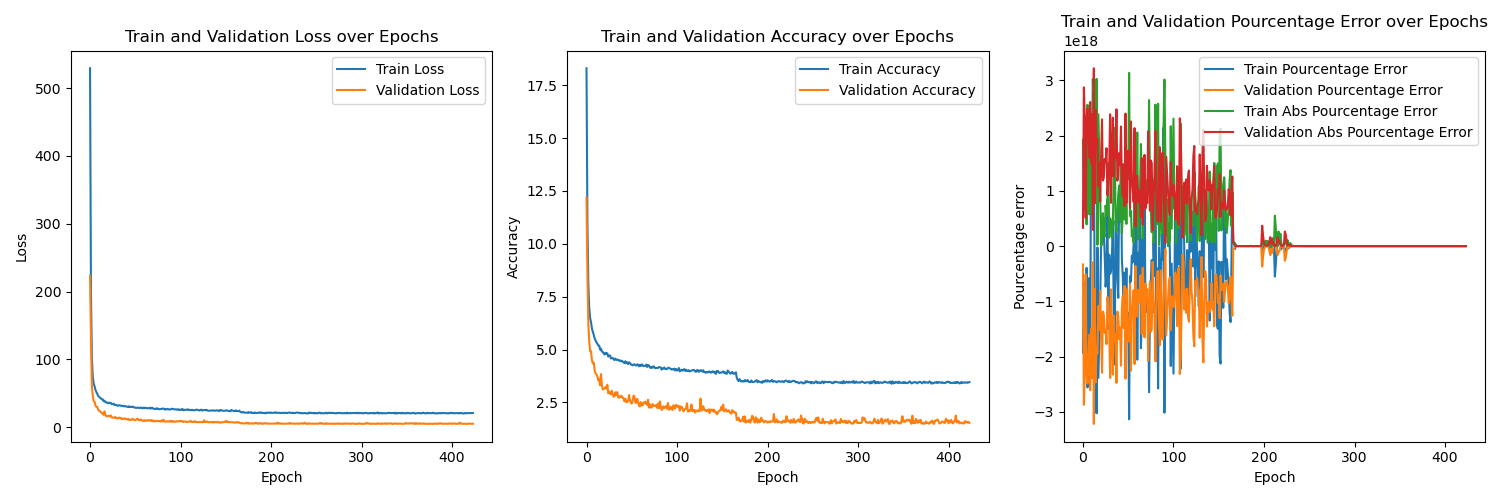 Train and Validation Loss over Epochs
Train Loss
Validation Loss
Loss
500
400
300
200
100
0
0 100 200 300 400
Epoch
Train and Validation Accuracy over Epochs
Train Accuracy
Validation Accuracy
Accuracy
17.5
15.0
12.5
10.0
7.5
5.0
2.5
0 100 200 300 400
Epoch
Train and Validation Pourcentage Error over Epochs
1e18
Train Pourcentage Error
Validation Pourcentage Error
Train Abs Pourcentage Error
Validation Abs Pourcentage Error
Pourcentage error
3
2
1
0
−1
−2
−3
0 100 200 300 400
Epoch